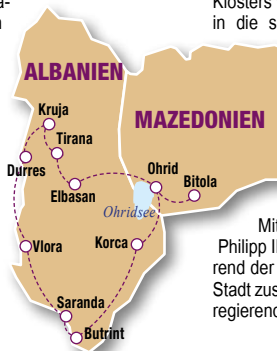 a-
n
Klosters
in die s
ALBANIEN
MAZEDONIEN
Kruja
Tirana
Durres
Ohrid
Bitola
Elbasan
Ohridsee
Vlora
Korca
Mit
Philipp II
rend der
Stadt zus
regierend
Saranda
Butrint